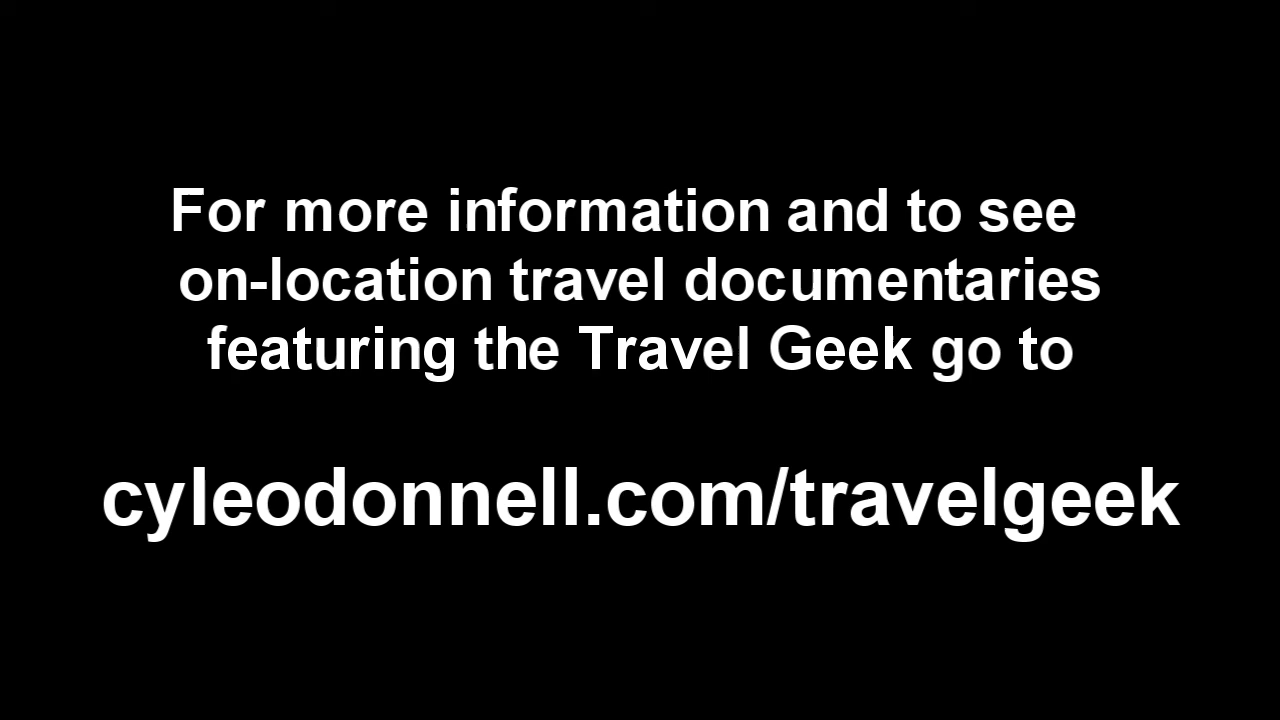 For more information and to see
on-location travel documentaries
featuring the Travel Geek go to
cyleodonnell.com/travelgeek